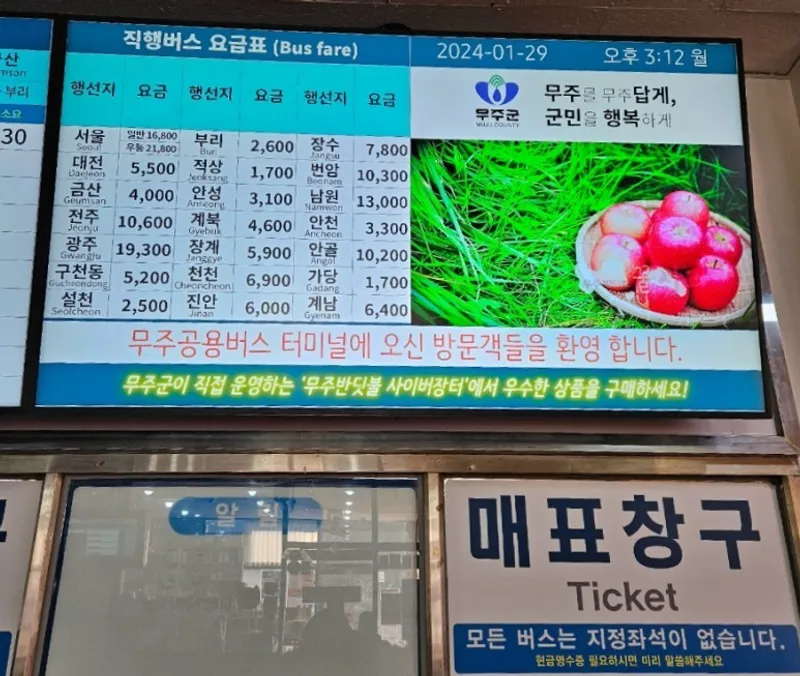 산
umsan
부리
소요
30
직행버스 요금표 (Bus fare)
2024-01-29 오후 3:12 월
행선지 요금 행선지 요금 행선지 요금
서울 Seoul 일반 16,800 우등 21,800 부리 Buri 2,600 장수 Jangsu 7,800
대전 Daejeon 5,500 적상 Jeoksang 1,700 번암 Beonam 10,300
금산 Geumsan 4,000 안성 Anseong 3,100 남원 Namwon 13,000
전주 Jeonju 10,600 계북 Gyebuk 4,600 안천 Ancheon 3,300
광주 Gwangju 19,300 장계 Janggye 5,900 안골 Angol 10,200
구천동 Gucheondong 5,200 천천 Cheoncheon 6,900 가당 Gadang 1,700
설천 Seolcheon 2,500 진안 Jinan 6,000 계남 Gyenam 6,400
무주군
MUJU COUNTY
무주를 무주답게,
군민을 행복하게
무주공용버스 터미널에 오신 방문객들을 환영 합니다.
무주군이 직접 운영하는 '무주반딧불 사이버장터'에서 우수한 상품을 구매하세요!
알림
매표창구
Ticket
모든 버스는 지정좌석이 없습니다.
현금영수증 필요하시면 미리 말씀해주세요